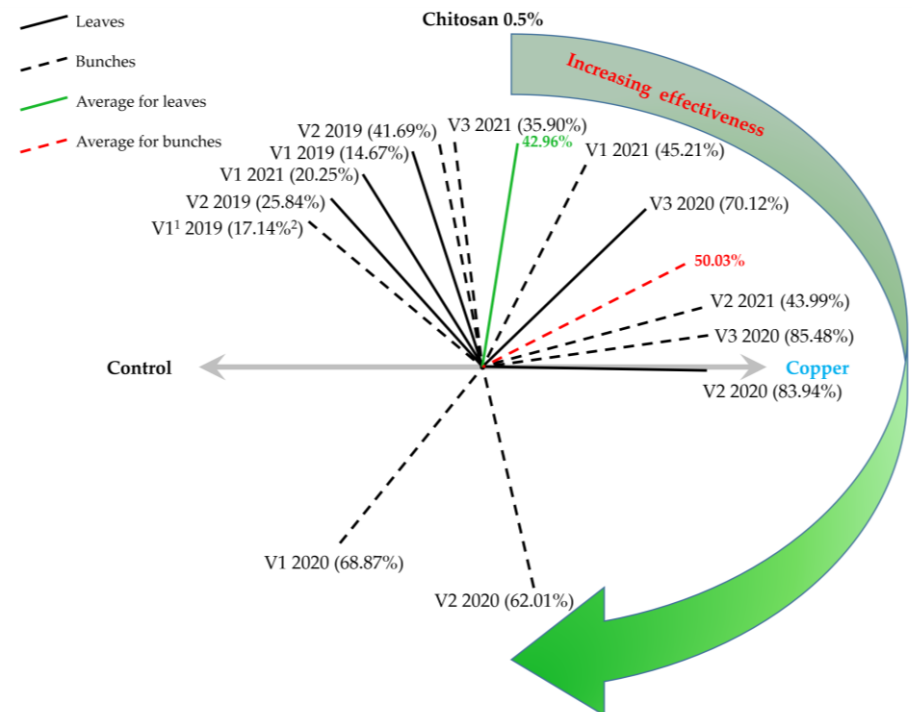 Chitosan 0.5%
Leaves
Bunches
Average for leaves
Average for bunches
Increasing effectiveness
V2 2019 (41.69%)
V3 2021 (35.90%)
42.96%
V1 2019 (14.67%)
V1 2021 (45.21%)
V1 2021 (20.25%)
V2 2019 (25.84%)
V3 2020 (70.12%)
V1¹ 2019 (17.14%²)
50.03%
V2 2021 (43.99%)
V3 2020 (85.48%)
Control
Copper
V2 2020 (83.94%)
V1 2020 (68.87%)
V2 2020 (62.01%)